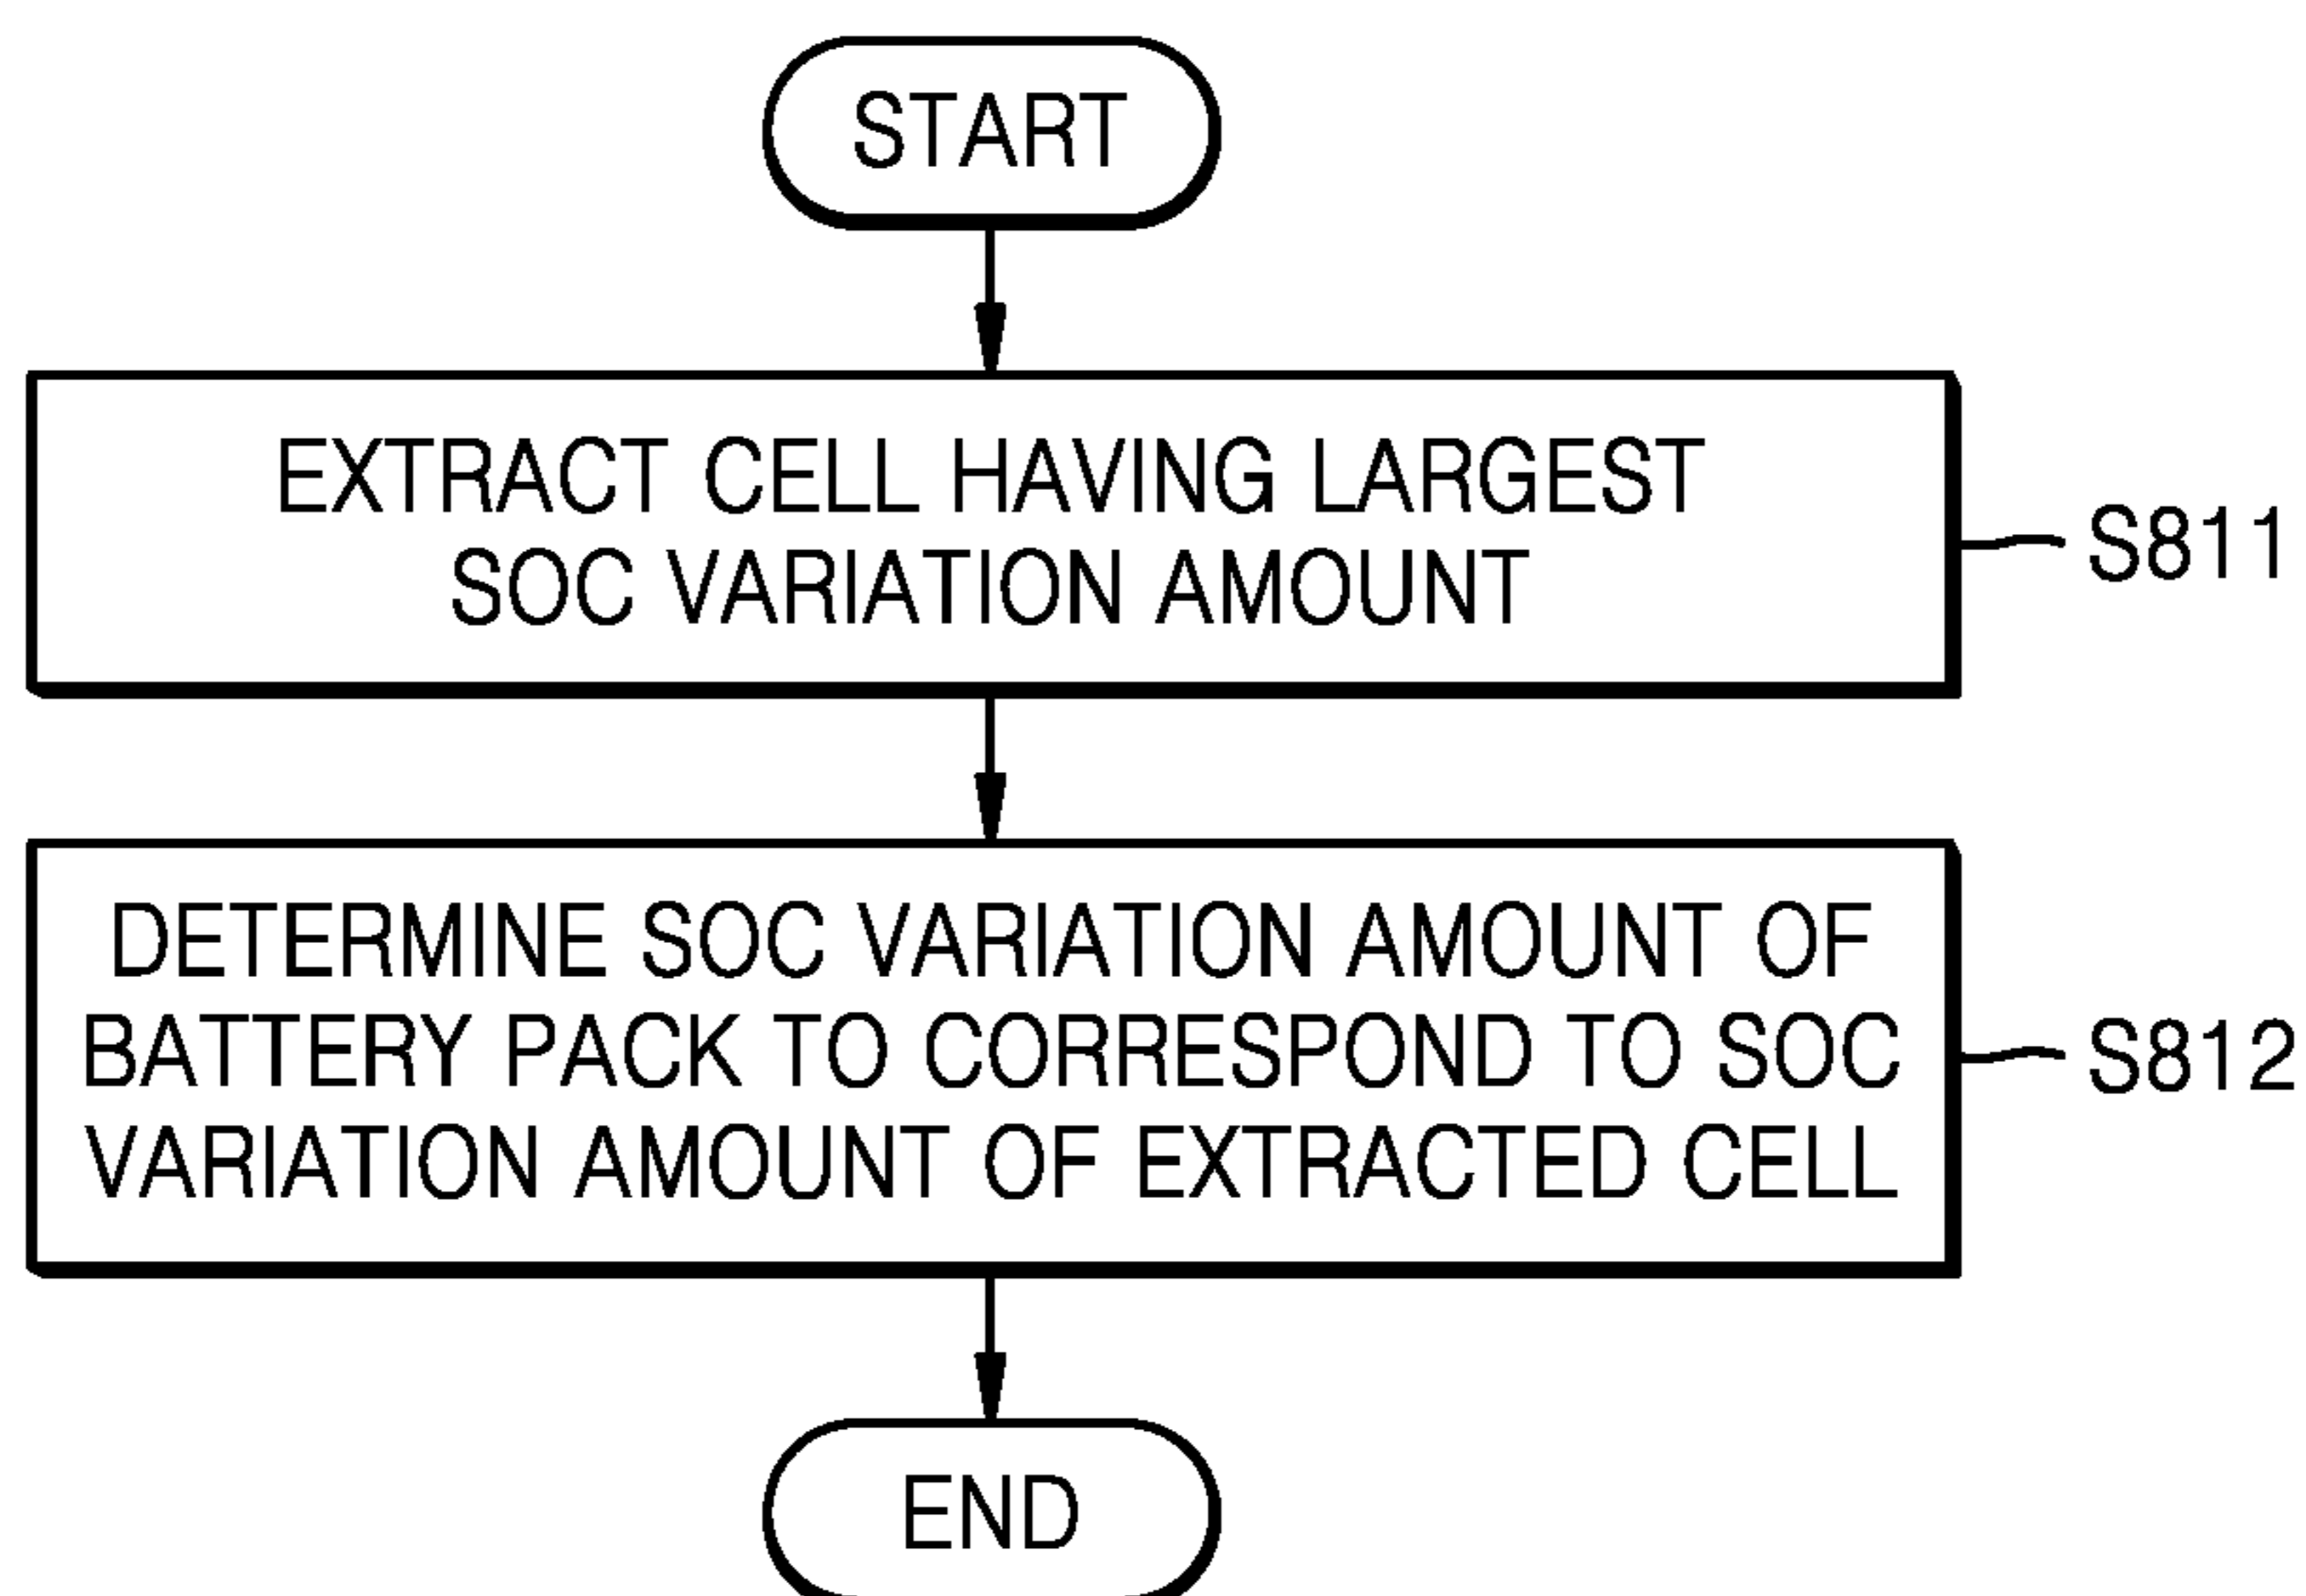 START
EXTRACT CELL HAVING LARGEST
SOC VARIATION AMOUNT
S811
DETERMINE SOC VARIATION AMOUNT OF
BATTERY PACK TO CORRESPOND TO SOC
VARIATION AMOUNT OF EXTRACTED CELL
S812
END